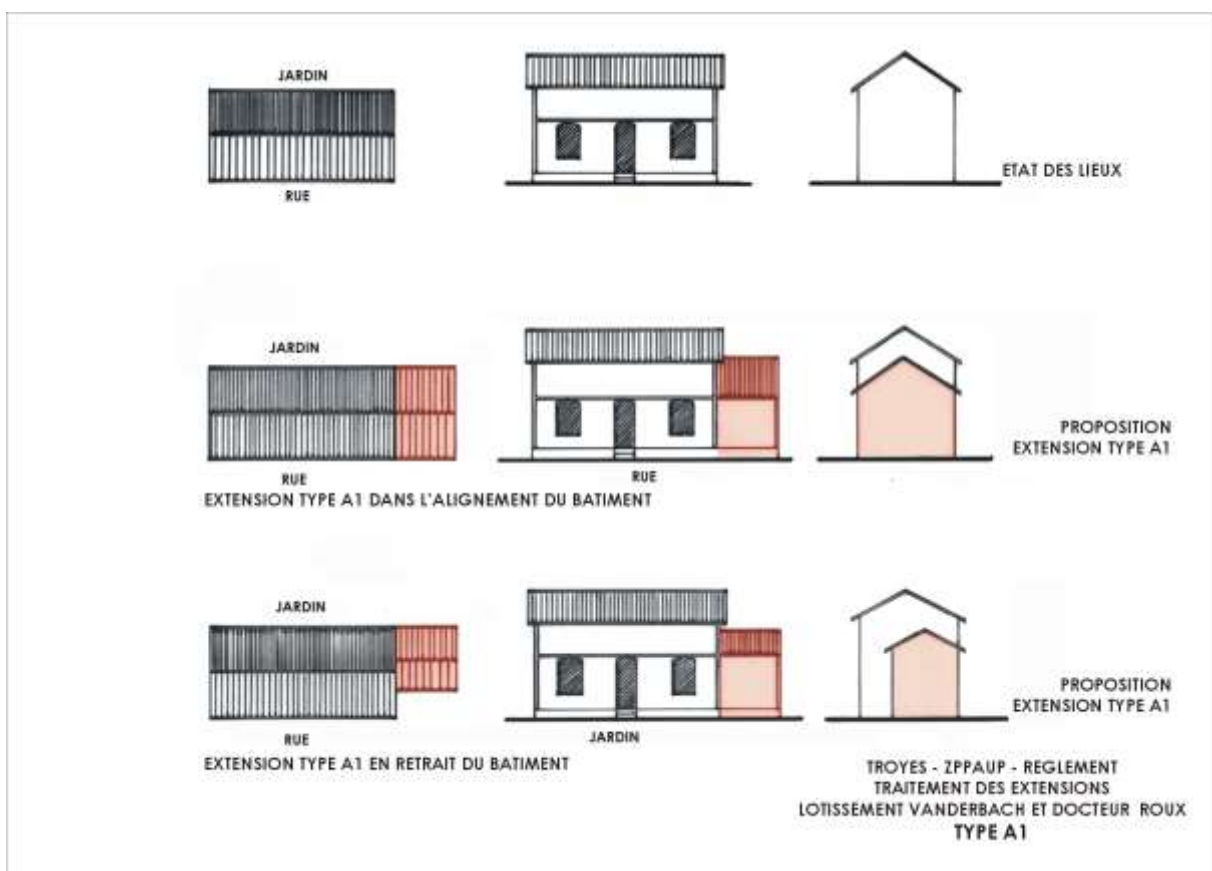 JARDIN
RUE
ETAT DES LIEUX
JARDIN
RUE
RUE
EXTENSION TYPE A1 DANS L'ALIGNEMENT DU BATIMENT
PROPOSITION
EXTENSION TYPE A1
JARDIN
RUE
JARDIN
EXTENSION TYPE A1 EN RETRAIT DU BATIMENT
PROPOSITION
EXTENSION TYPE A1
TROYES - ZPPAUP - REGLEMENT
TRAITEMENT DES EXTENSIONS
LOTISSEMENT VANDERBACH ET DOCTEUR ROUX
TYPE A1